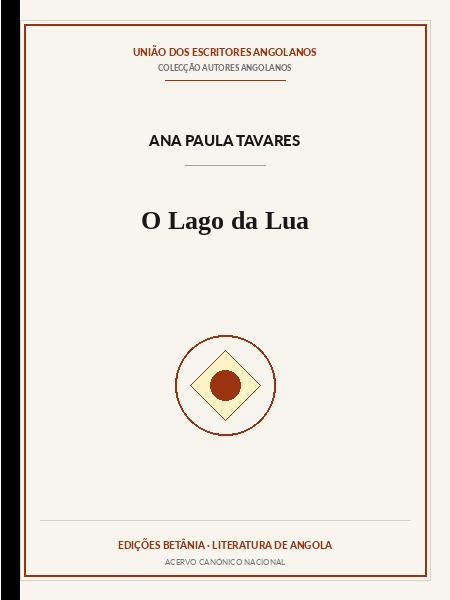 UNIÃO DOS ESCRITORES ANGOLANOS
COLECÇÃO AUTORES ANGOLANOS
ANA PAULA TAVARES
O Lago da Lua
EDIÇÕES BETÂNIA · LITERATURA DE ANGOLA
ACERVO CANÓNICO NACIONAL